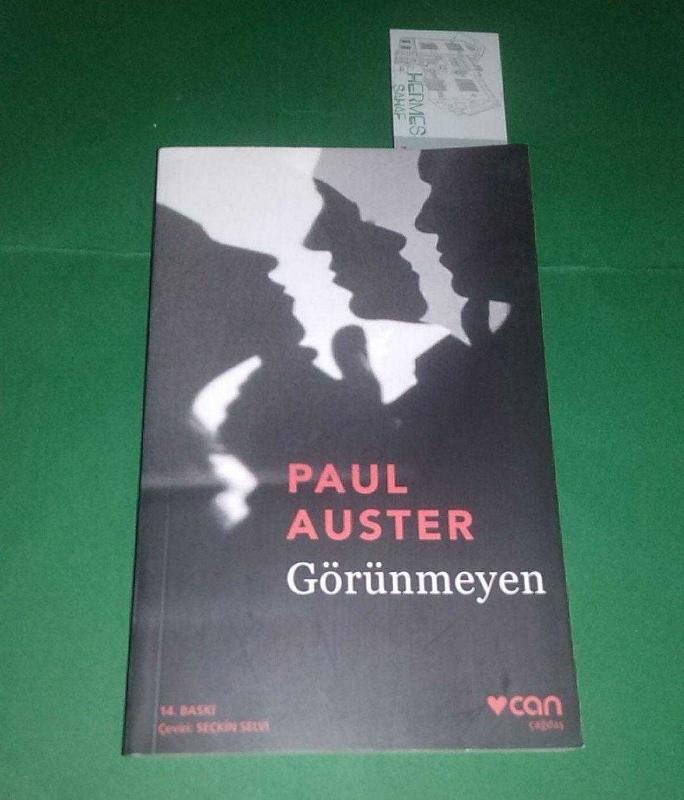 HERMES
SAHAF
PAUL
AUSTER
Görünmeyen
14. BASKI
Çeviri: SEÇKİN SELVİ
can
çağdaş